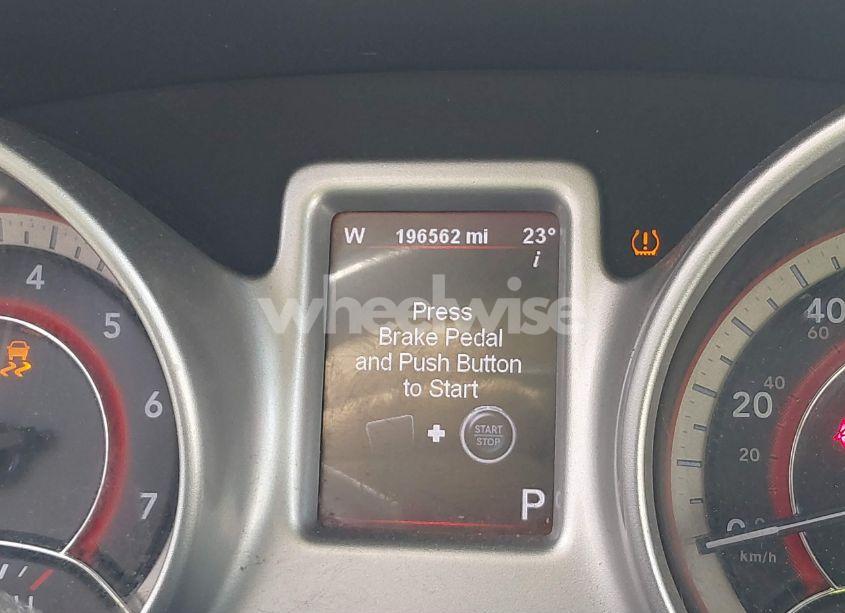 W 196562 mi 23°
i
Press
Brake Pedal
and Push Button
to Start
START
STOP
P
4
5
6
7
H
40
60
20
40
20
0
km/h
wheelwise